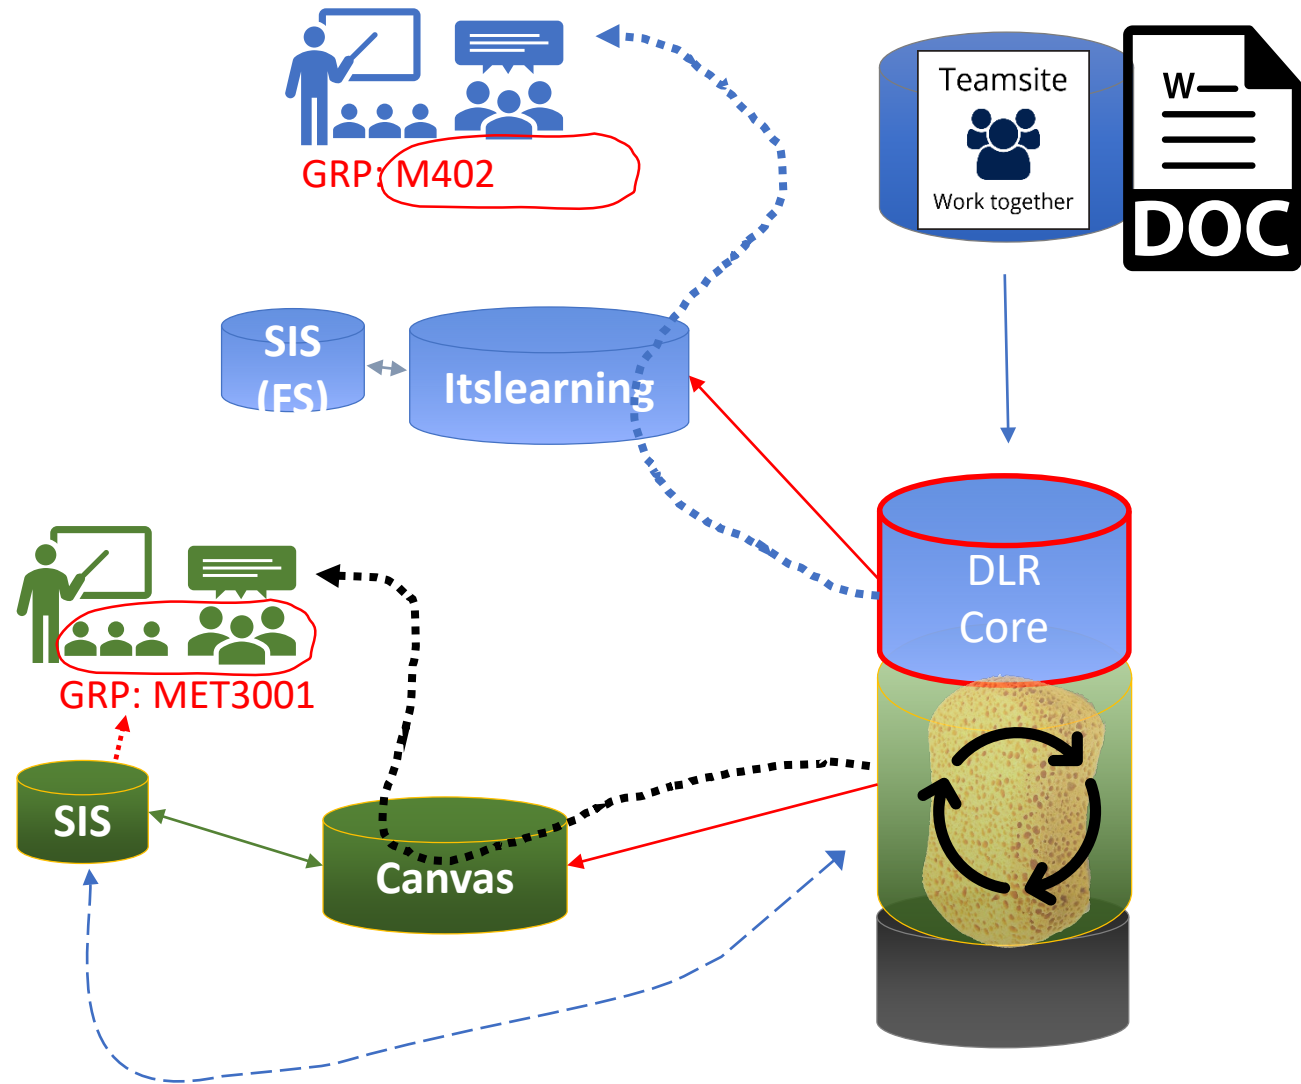 GRP: M402
Teamsite
Work together
W
DOC
SIS
(FS)
Itslearning
DLR
Core
GRP: MET3001
SIS
Canvas